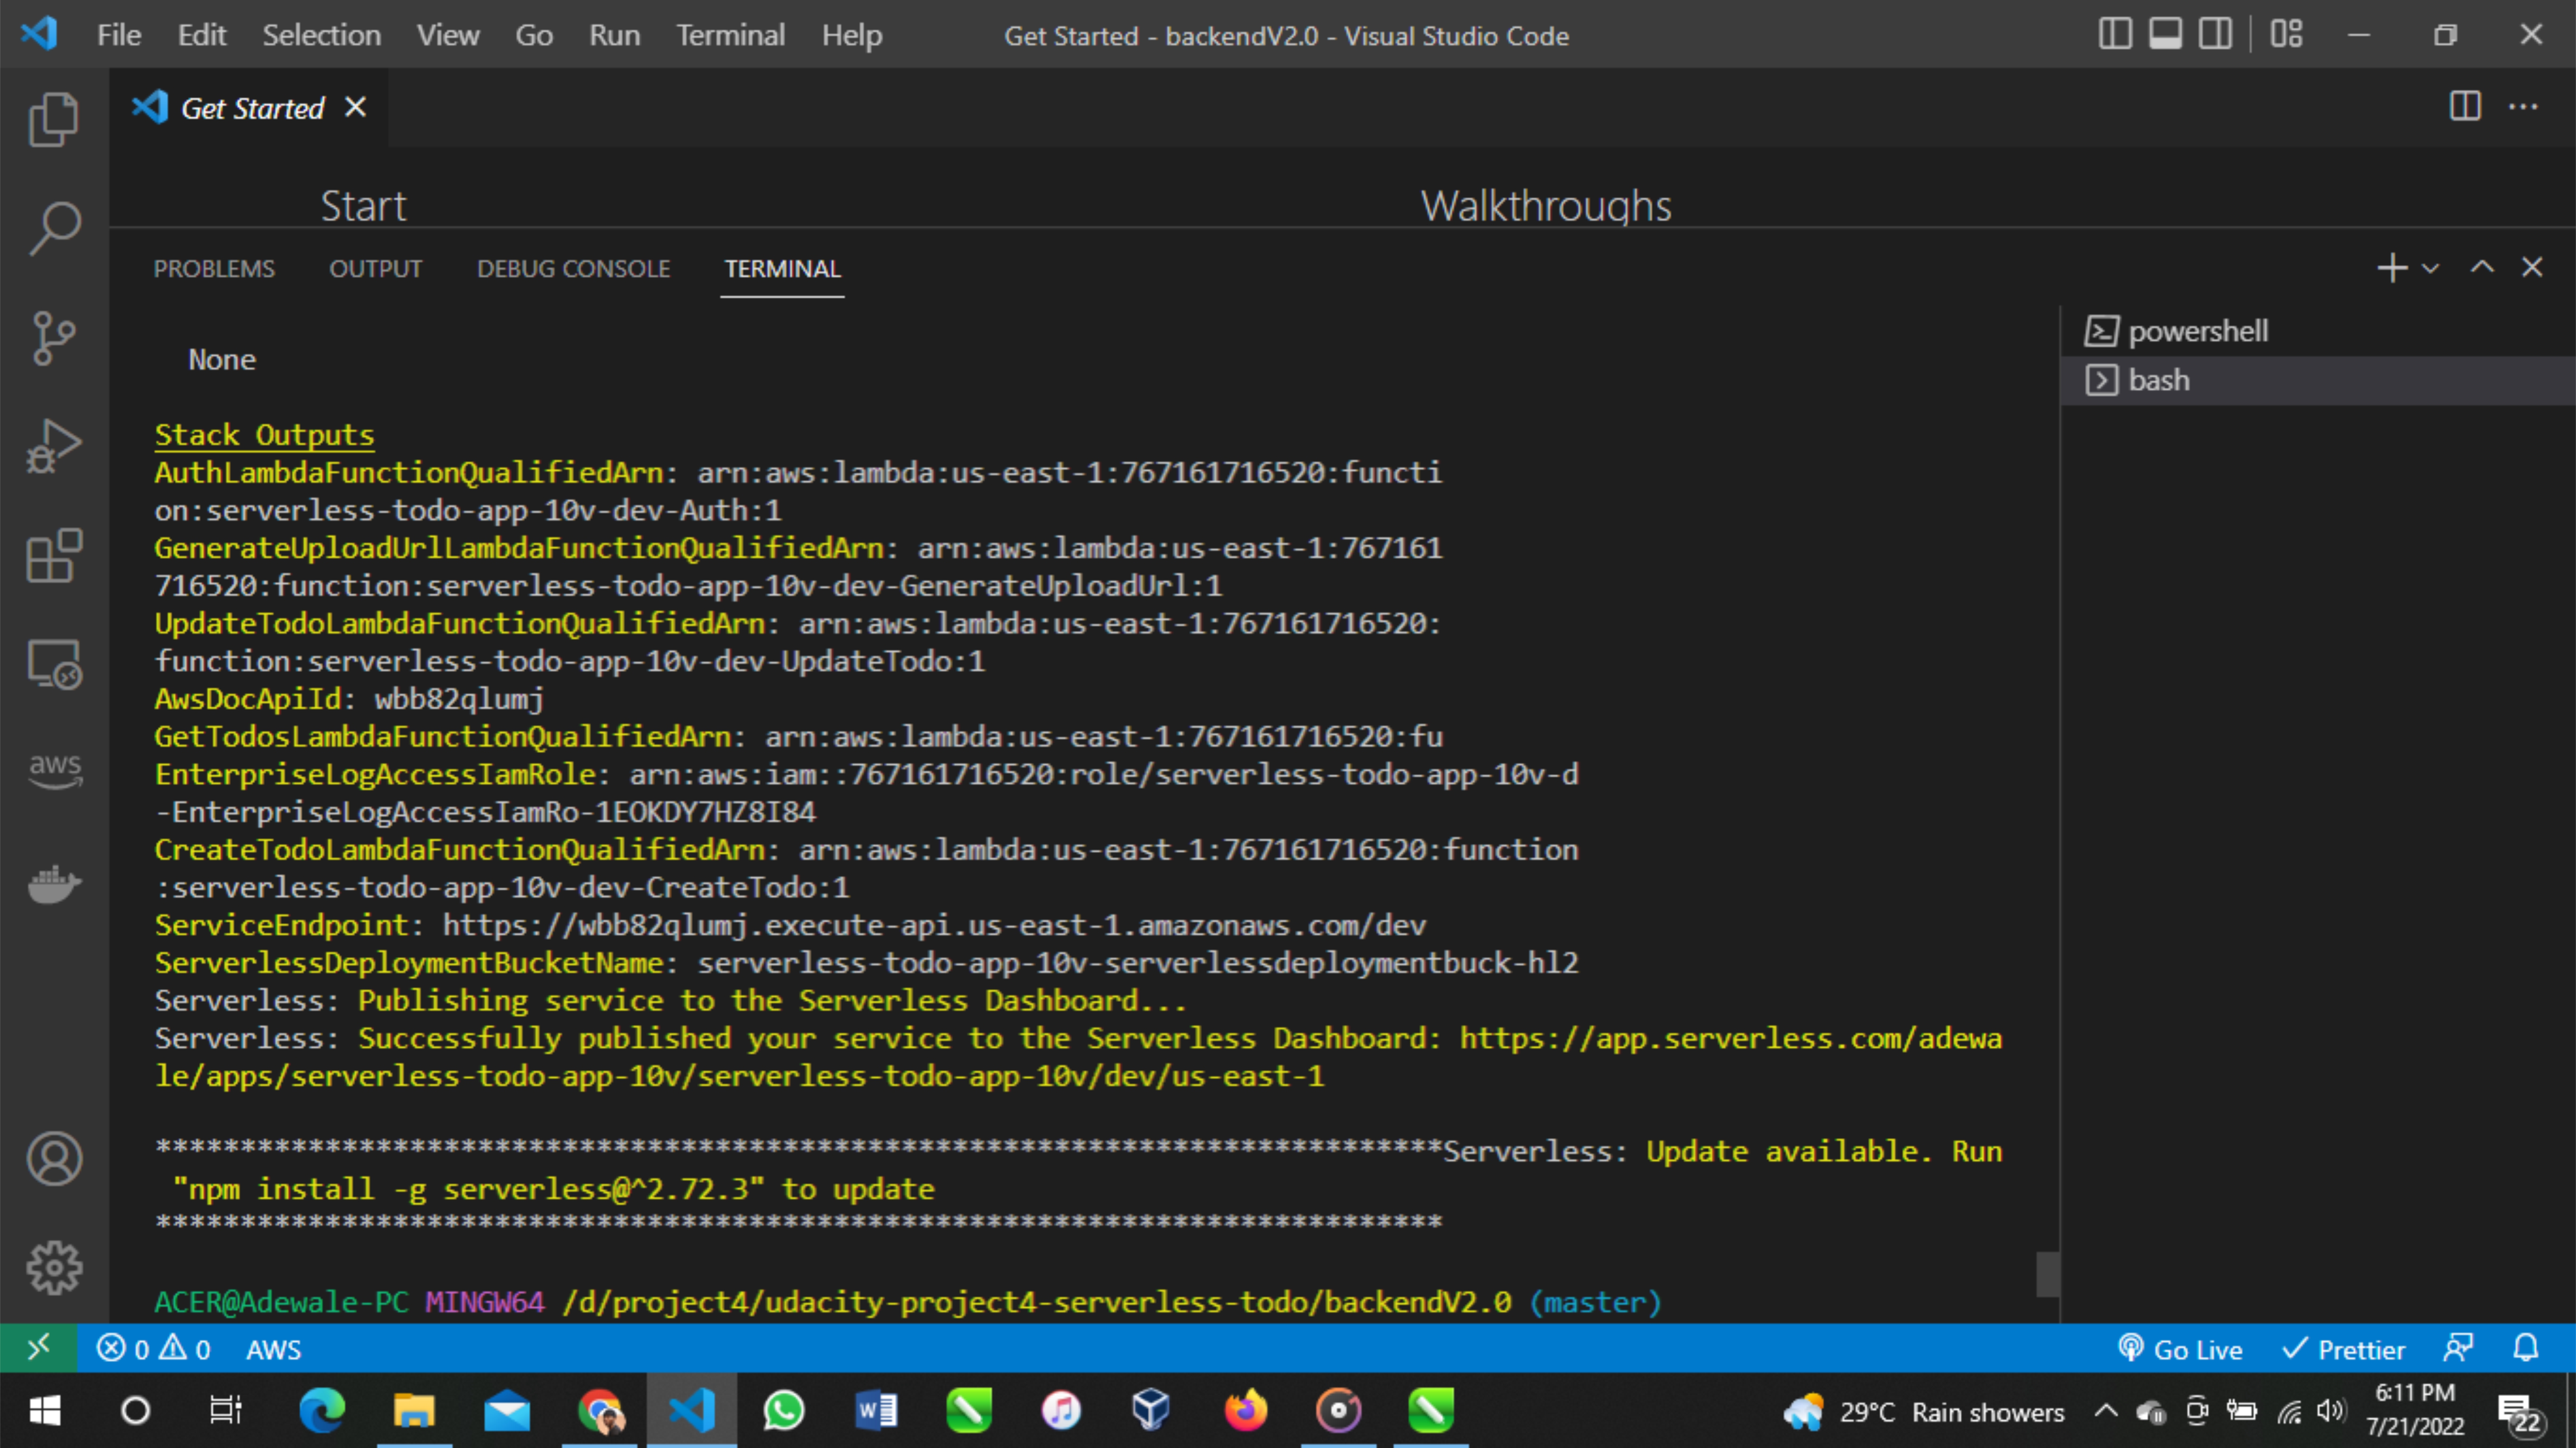 File Edit Selection View Go Run Terminal Help Get Started - backendV2.0 - Visual Studio Code
Get Started
Start Walkthroughs
PROBLEMS OUTPUT DEBUG CONSOLE TERMINAL
powershell
bash
None
Stack Outputs
AuthLambdaFunctionQualifiedArn: arn:aws:lambda:us-east-1:767161716520:functi
on:serverless-todo-app-10v-dev-Auth:1
GenerateUploadUrlLambdaFunctionQualifiedArn: arn:aws:lambda:us-east-1:767161
716520:function:serverless-todo-app-10v-dev-GenerateUploadUrl:1
UpdateTodoLambdaFunctionQualifiedArn: arn:aws:lambda:us-east-1:767161716520:
function:serverless-todo-app-10v-dev-UpdateTodo:1
AwsDocApiId: wbb82qlumj
GetTodosLambdaFunctionQualifiedArn: arn:aws:lambda:us-east-1:767161716520:fu
EnterpriseLogAccessIamRole: arn:aws:iam::767161716520:role/serverless-todo-app-10v-d
-EnterpriseLogAccessIamRo-1EOKDY7HZ8I84
CreateTodoLambdaFunctionQualifiedArn: arn:aws:lambda:us-east-1:767161716520:function
:serverless-todo-app-10v-dev-CreateTodo:1
ServiceEndpoint: https://wbb82qlumj.execute-api.us-east-1.amazonaws.com/dev
ServerlessDeploymentBucketName: serverless-todo-app-10v-serverlessdeploymentbuck-hl2
Serverless: Publishing service to the Serverless Dashboard...
Serverless: Successfully published your service to the Serverless Dashboard: https://app.serverless.com/adewa
le/apps/serverless-todo-app-10v/serverless-todo-app-10v/dev/us-east-1
****************************************************************************Serverless: Update available. Run
"npm install -g serverless@^2.72.3" to update
****************************************************************************
ACER@Adewale-PC MINGW64 /d/project4/udacity-project4-serverless-todo/backendV2.0 (master)
aws
0 0 AWS Go Live Prettier
29°C Rain showers 6:11 PM
7/21/2022
22